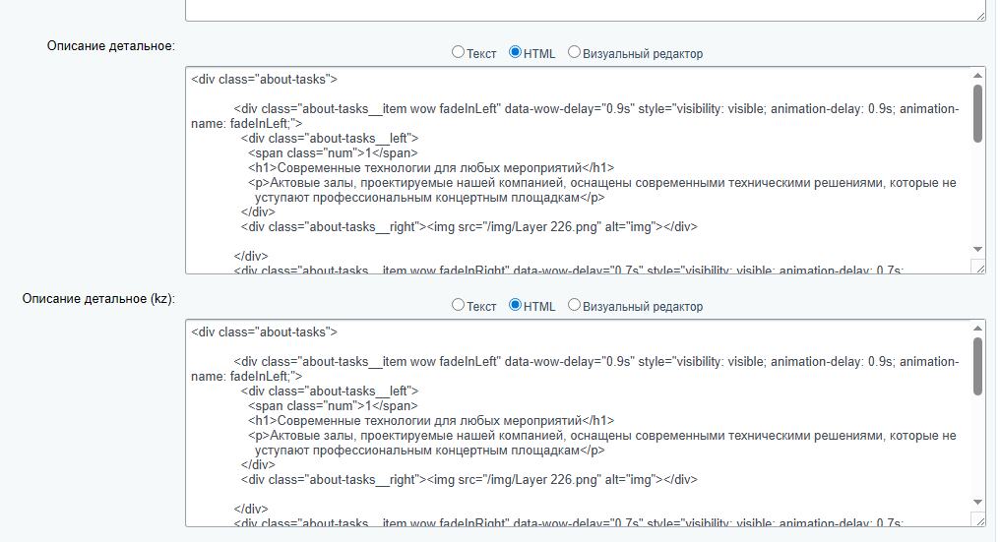 Описание детальное:
Текст HTML Визуальный редактор
<div class="about-tasks">
<div class="about-tasks__item wow fadeInLeft" data-wow-delay="0.9s" style="visibility: visible; animation-delay: 0.9s; animation-
name: fadeInLeft;">
<div class="about-tasks__left">
<span class="num">1</span>
<h1>Современные технологии для любых мероприятий</h1>
<p>Актовые залы, проектируемые нашей компанией, оснащены современными техническими решениями, которые не
уступают профессиональным концертным площадкам</p>
</div>
<div class="about-tasks__right"><img src="/img/Layer 226.png" alt="img"></div>
</div>
<div class="about-tasks__item wow fadeInRight" data-wow-delay="0.7s" style="visibility: visible; animation-delay: 0.7s;
Описание детальное (kz):
Текст HTML Визуальный редактор
<div class="about-tasks">
<div class="about-tasks__item wow fadeInLeft" data-wow-delay="0.9s" style="visibility: visible; animation-delay: 0.9s; animation-
name: fadeInLeft;">
<div class="about-tasks__left">
<span class="num">1</span>
<h1>Современные технологии для любых мероприятий</h1>
<p>Актовые залы, проектируемые нашей компанией, оснащены современными техническими решениями, которые не
уступают профессиональным концертным площадкам</p>
</div>
<div class="about-tasks__right"><img src="/img/Layer 226.png" alt="img"></div>
</div>
<div class="about-tasks__item wow fadeInRight" data-wow-delay="0.7s" style="visibility: visible; animation-delay: 0.7s;